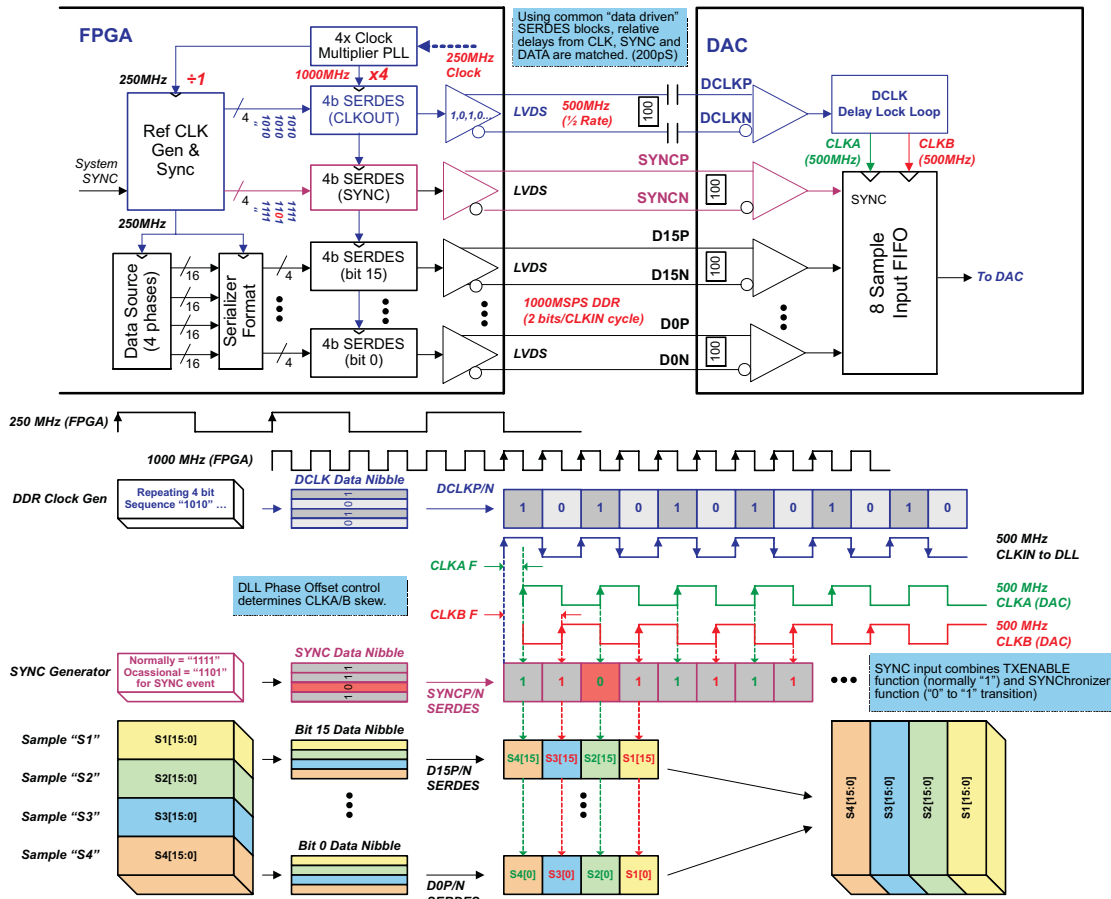 FPGA
4x Clock
Multiplier PLL
250MHz
÷1
1000MHz
x4
250MHz
Clock
Using common “data driven”
SERDES blocks, relative
delays from CLK, SYNC and
DATA are matched. (200pS)
DAC
Ref CLK
Gen &
Sync
System
SYNC
4
1010
1010
1010
"
4b SERDES
(CLKOUT)
1,0,1,0...
LVDS
500MHz
(½ Rate)
100
DCLKP
DCLKN
DCLK
Delay Lock Loop
CLKA
(500MHz)
CLKB
(500MHz)
4
1111
1101
1111
"
4b SERDES
(SYNC)
LVDS
SYNCP
SYNCN
100
SYNC
8 Sample
Input FIFO
To DAC
250MHz
Data Source
(4 phases)
16
16
16
16
Serializer
Format
4
4
4b SERDES
(bit 15)
LVDS
D15P
D15N
100
1000MSPS DDR
(2 bits/CLKIN cycle)
4b SERDES
(bit 0)
LVDS
D0P
D0N
100
250 MHz (FPGA)
1000 MHz (FPGA)
DDR Clock Gen
Repeating 4 bit
Sequence “1010” ...
DCLK Data Nibble
1
0
1
0
DCLKP/N
1 0 1 0 1 0 1 0 1 0 1 0
500 MHz
CLKIN to DLL
CLKA F
DLL Phase Offset control
determines CLKA/B skew.
CLKB F
500 MHz
CLKA (DAC)
500 MHz
CLKB (DAC)
SYNC Generator
Normally = “1111”
Ocassional = “1101”
for SYNC event
SYNC Data Nibble
1
1
0
1
SYNCP/N
SERDES
1 1 0 1 1 1 1 1
SYNC input combines TXENABLE
function (normally “1”) and SYNChronizer
function (“0” to “1” transition)
Sample “S1”
S1[15:0]
Sample “S2”
S2[15:0]
Sample “S3”
S3[15:0]
Sample “S4”
S4[15:0]
Bit 15 Data Nibble
D15P/N
SERDES
S4[15] S3[15] S2[15] S1[15]
Bit 0 Data Nibble
D0P/N
SERDES
S4[0] S3[0] S2[0] S1[0]
S4[15:0]
S3[15:0]
S2[15:0]
S1[15:0]